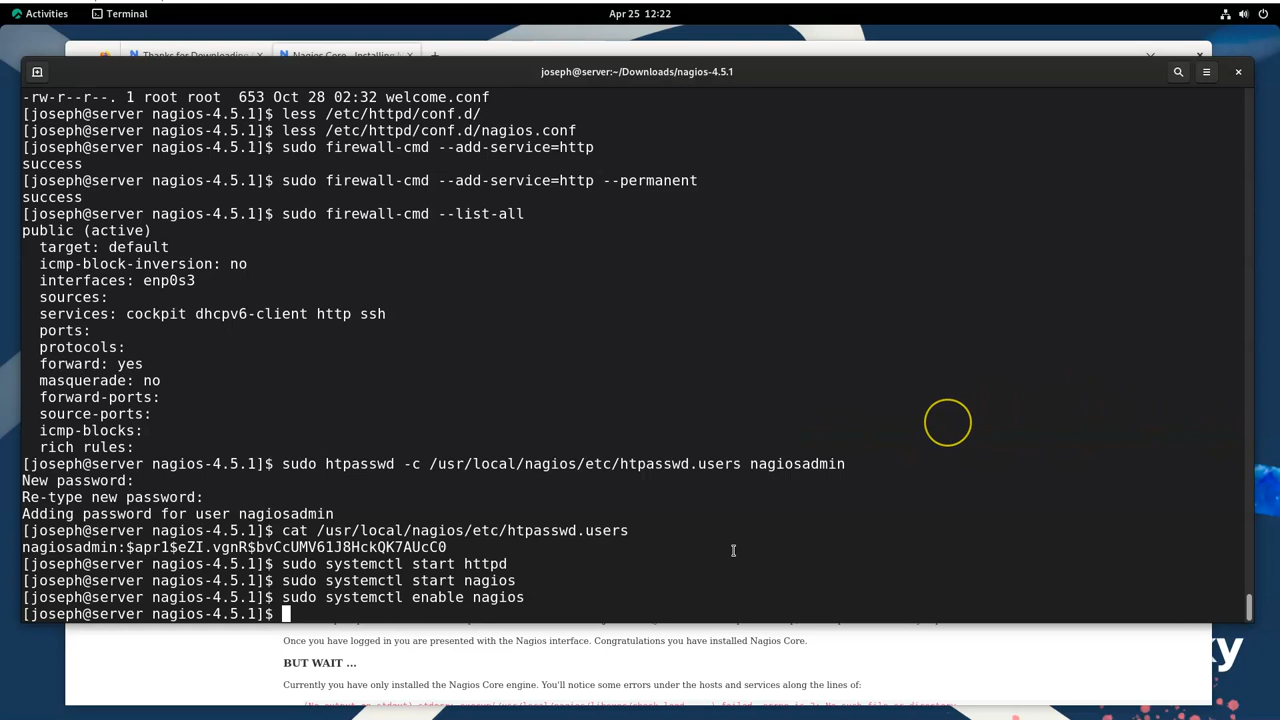 Activities
Terminal
Apr 25 12:22
Thanks for Downloading
Nagios Core - Installing
joseph@server:~/Downloads/nagios-4.5.1
-rw-r--r--. 1 root root  653 Oct 28 02:32 welcome.conf
[joseph@server nagios-4.5.1]$ less /etc/httpd/conf.d/
[joseph@server nagios-4.5.1]$ less /etc/httpd/conf.d/nagios.conf
[joseph@server nagios-4.5.1]$ sudo firewall-cmd --add-service=http
success
[joseph@server nagios-4.5.1]$ sudo firewall-cmd --add-service=http --permanent
success
[joseph@server nagios-4.5.1]$ sudo firewall-cmd --list-all
public (active)
  target: default
  icmp-block-inversion: no
  interfaces: enp0s3
  sources:
  services: cockpit dhcpv6-client http ssh
  ports:
  protocols:
  forward: yes
  masquerade: no
  forward-ports:
  source-ports:
  icmp-blocks:
  rich rules:
[joseph@server nagios-4.5.1]$ sudo htpasswd -c /usr/local/nagios/etc/htpasswd.users nagiosadmin
New password:
Re-type new password:
Adding password for user nagiosadmin
[joseph@server nagios-4.5.1]$ cat /usr/local/nagios/etc/htpasswd.users
nagiosadmin:$apr1$eZI.vgnR$bvCcUMV61J8HckQK7AUcC0
[joseph@server nagios-4.5.1]$ sudo systemctl start httpd
[joseph@server nagios-4.5.1]$ sudo systemctl start nagios
[joseph@server nagios-4.5.1]$ sudo systemctl enable nagios
[joseph@server nagios-4.5.1]$
Once you have logged in you are presented with the Nagios interface. Congratulations you have installed Nagios Core.
ky
BUT WAIT ...
Currently you have only installed the Nagios Core engine. You'll notice some errors under the hosts and services along the lines of: